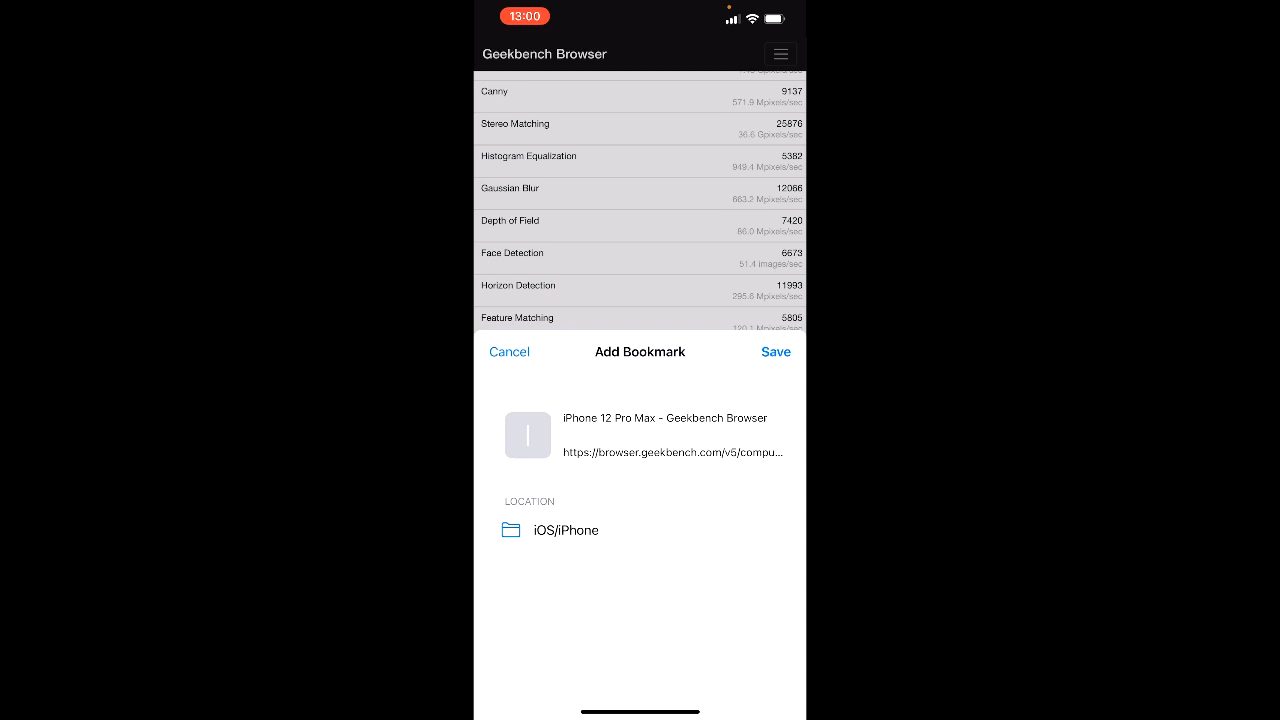 13:00
Geekbench Browser
Canny 9137
571.9 Mpixels/sec
Stereo Matching 25876
36.6 Gpixels/sec
Histogram Equalization 5382
949.4 Mpixels/sec
Gaussian Blur 12066
663.2 Mpixels/sec
Depth of Field 7420
86.0 Mpixels/sec
Face Detection 6673
51.4 images/sec
Horizon Detection 11993
295.6 Mpixels/sec
Feature Matching 5805
Cancel Add Bookmark Save
I
iPhone 12 Pro Max - Geekbench Browser
https://browser.geekbench.com/v5/compu...
LOCATION
iOS/iPhone